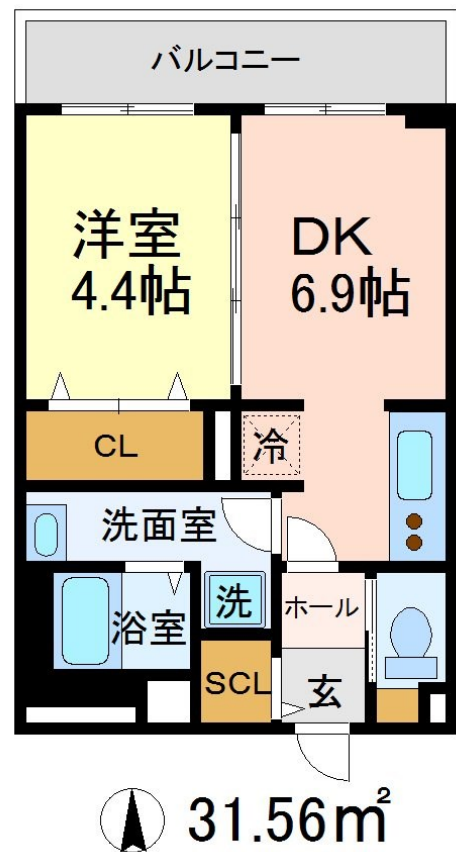 バルコニー
洋室
4.4帖
DK
6.9帖
CL
冷
洗面室
浴室
洗
ホール
SCL
玄
31.56㎡